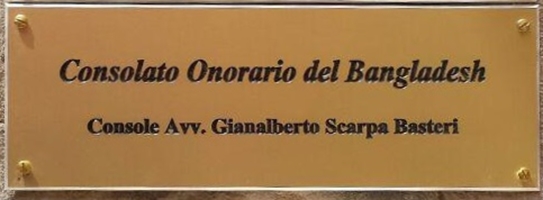 Consolato Onorario del Bangladesh
Console Avv. Gianalberto Scarpa Basteri